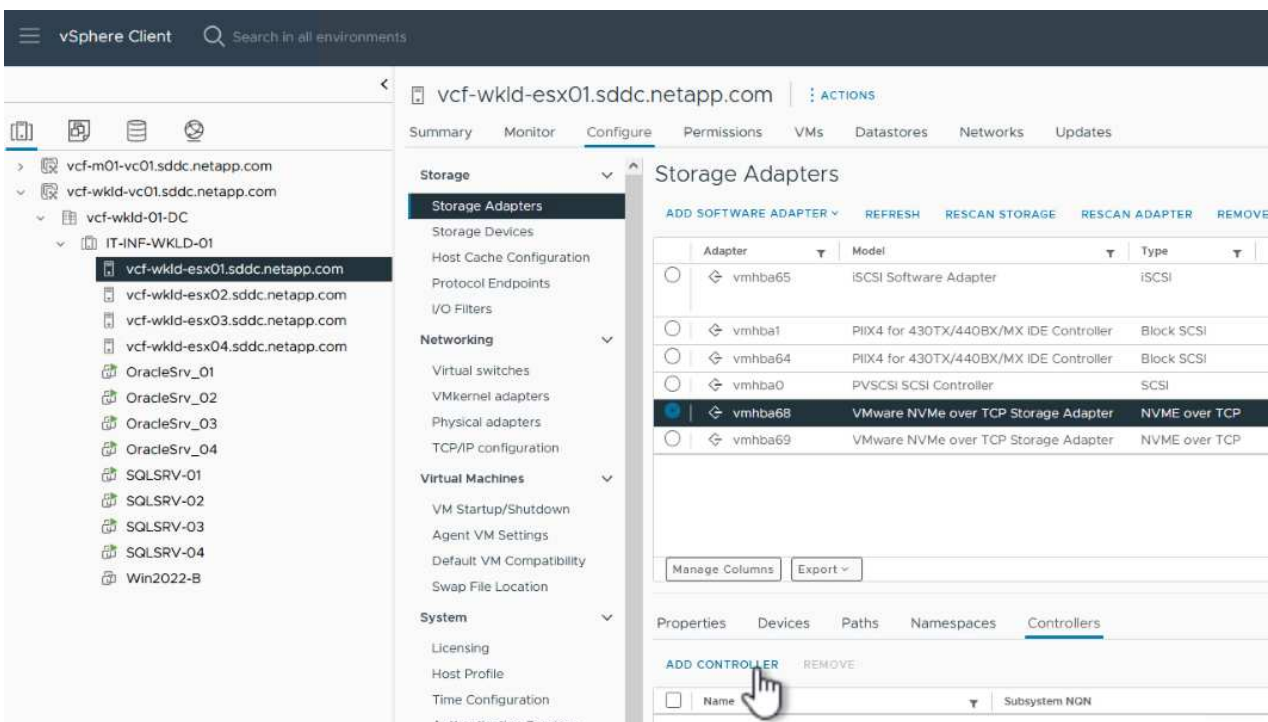 vSphere Client
Search in all environments
vcf-m01-vc01.sddc.netapp.com
vcf-wkld-vc01.sddc.netapp.com
vcf-wkld-01-DC
IT-INF-WKLD-01
vcf-wkld-esx01.sddc.netapp.com
vcf-wkld-esx02.sddc.netapp.com
vcf-wkld-esx03.sddc.netapp.com
vcf-wkld-esx04.sddc.netapp.com
OracleSrv_01
OracleSrv_02
OracleSrv_03
OracleSrv_04
SQLSRV-01
SQLSRV-02
SQLSRV-03
SQLSRV-04
Win2022-B
vcf-wkld-esx01.sddc.netapp.com ACTIONS
Summary Monitor Configure Permissions VMs Datastores Networks Updates
Storage
Storage Adapters
Storage Devices
Host Cache Configuration
Protocol Endpoints
I/O Filters
Networking
Virtual switches
VMkernel adapters
Physical adapters
TCP/IP configuration
Virtual Machines
VM Startup/Shutdown
Agent VM Settings
Default VM Compatibility
Swap File Location
System
Licensing
Host Profile
Time Configuration
Storage Adapters
ADD SOFTWARE ADAPTER REFRESH RESCAN STORAGE RESCAN ADAPTER REMOVE
Adapter Model Type
vmhba65 iSCSI Software Adapter iSCSI
vmhba1 PIIX4 for 430TX/440BX/MX IDE Controller Block SCSI
vmhba64 PIIX4 for 430TX/440BX/MX IDE Controller Block SCSI
vmhba0 PVSCSI SCSI Controller SCSI
vmhba68 VMware NVMe over TCP Storage Adapter NVME over TCP
vmhba69 VMware NVMe over TCP Storage Adapter NVME over TCP
Manage Columns Export
Properties Devices Paths Namespaces Controllers
ADD CONTROLLER REMOVE
Name Subsystem NQN